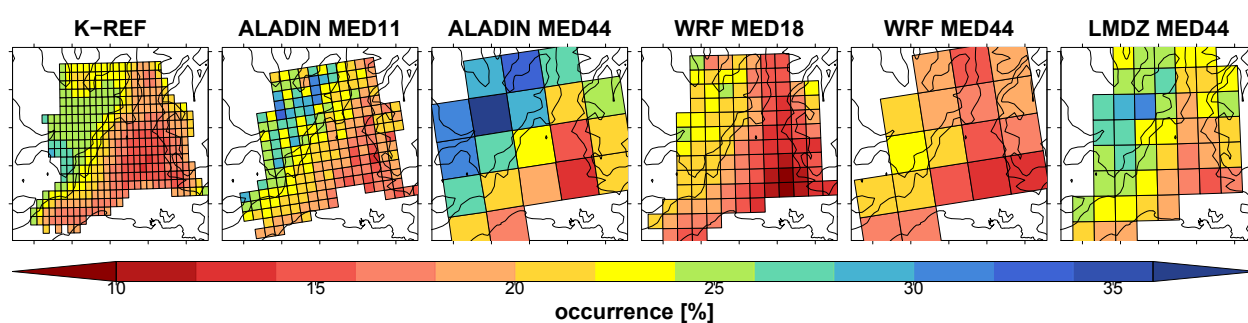 K−REF ALADIN MED11 ALADIN MED44 WRF MED18 WRF MED44 LMDZ MED44
10 15 20 25 30 35
occurrence [%]